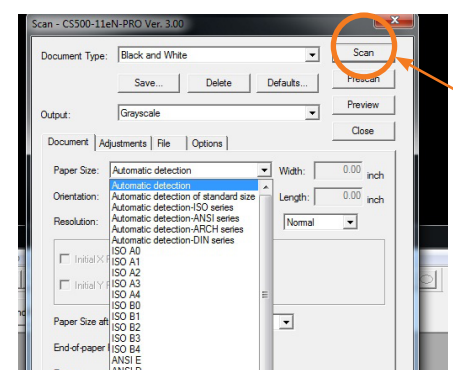 Scan - CS500-11eN-PRO Ver. 3.00
Document Type: Black and White Scan
Save... Delete Defaults... Prescan
Output: Grayscale Preview
Close
Document Adjustments File Options
Paper Size: Automatic detection Width: 0.00 inch
Automatic detection
Orientation: Automatic detection of standard size Length: 0.00 inch
Automatic detection-ISO series
Resolution: Automatic detection-ANSI series Normal
Automatic detection-ARCH series
Automatic detection-DIN series
ISO A0
Initial X ISO A1
ISO A2
ISO A3
Initial Y ISO A4
ISO B0
ISO B1
Paper Size aft ISO B2
ISO B3
End-of-paper ISO B4
ANSI E